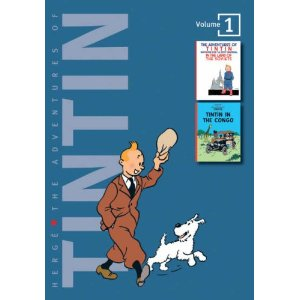 HERGÉ ★ THE ADVENTURES OF
TINTIN
Volume 1
THE ADVENTURES OF
TINTIN
IN THE LAND OF
THE SOVIETS
TINTIN IN
THE CONGO